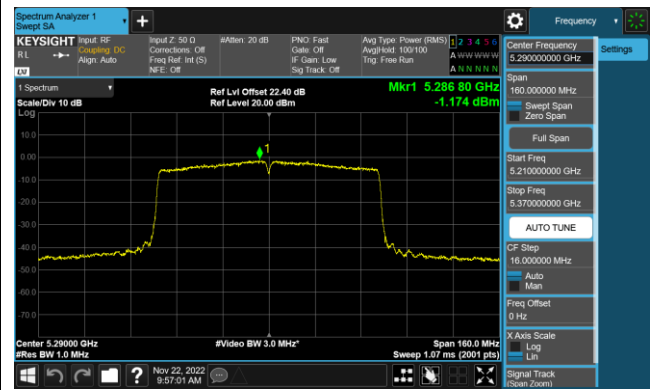 Spectrum Analyzer 1
Swept SA
Frequency
KEYSIGHT
RL
Input: RF
Coupling: DC
Align: Auto
Input Z: 50 Ω
Corrections: Off
Freq Ref: Int (S)
NFE: Off
#Atten: 20 dB
PNO: Fast
Gate: Off
IF Gain: Low
Sig Track: Off
Avg Type: Power (RMS)
Avg|Hold: 100/100
Trig: Free Run
1 2 3 4 5 6
A W W W W W
A N N N N N
LXI
1 Spectrum
Scale/Div 10 dB
Log
Ref Lvl Offset 22.40 dB
Ref Level 20.00 dBm
Mkr1 5.286 80 GHz
-1.174 dBm
10.0
0.00
-10.0
-20.0
-30.0
-40.0
-50.0
-60.0
-70.0
1
Center 5.29000 GHz
#Res BW 1.0 MHz
#Video BW 3.0 MHz*
Span 160.0 MHz
Sweep 1.07 ms (2001 pts)
Nov 22, 2022
9:57:01 AM
Center Frequency
5.290000000 GHz
Settings
Span
160.000000 MHz
Swept Span
Zero Span
Full Span
Start Freq
5.210000000 GHz
Stop Freq
5.370000000 GHz
AUTO TUNE
CF Step
16.000000 MHz
Auto
Man
Freq Offset
0 Hz
X Axis Scale
Log
Lin
Signal Track
(Span Zoom)